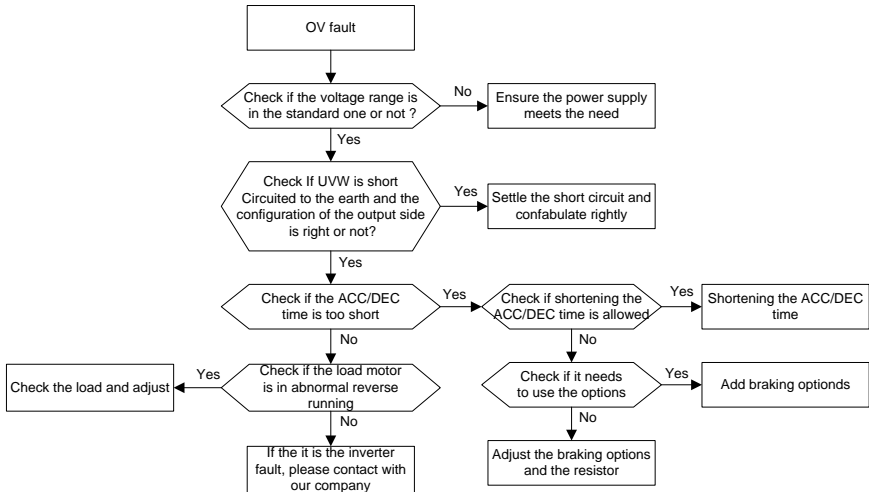 OV fault
Check if the voltage range is
in the standard one or not ?
No
Ensure the power supply
meets the need
Yes
Check If UVW is short
Circuited to the earth and the
configuration of the output side
is right or not?
Yes
Settle the short circuit and
confabulate rightly
Yes
Check if the ACC/DEC
time is too short
Yes
Check if shortening the
ACC/DEC time is allowed
Yes
Shortening the ACC/DEC
time
No
No
Check the load and adjust
Yes
Check if the load motor
is in abnormal reverse
running
Check if it needs
to use the options
Yes
Add braking optionds
No
No
If the it is the inverter
fault, please contact with
our company
Adjust the braking options
and the resistor